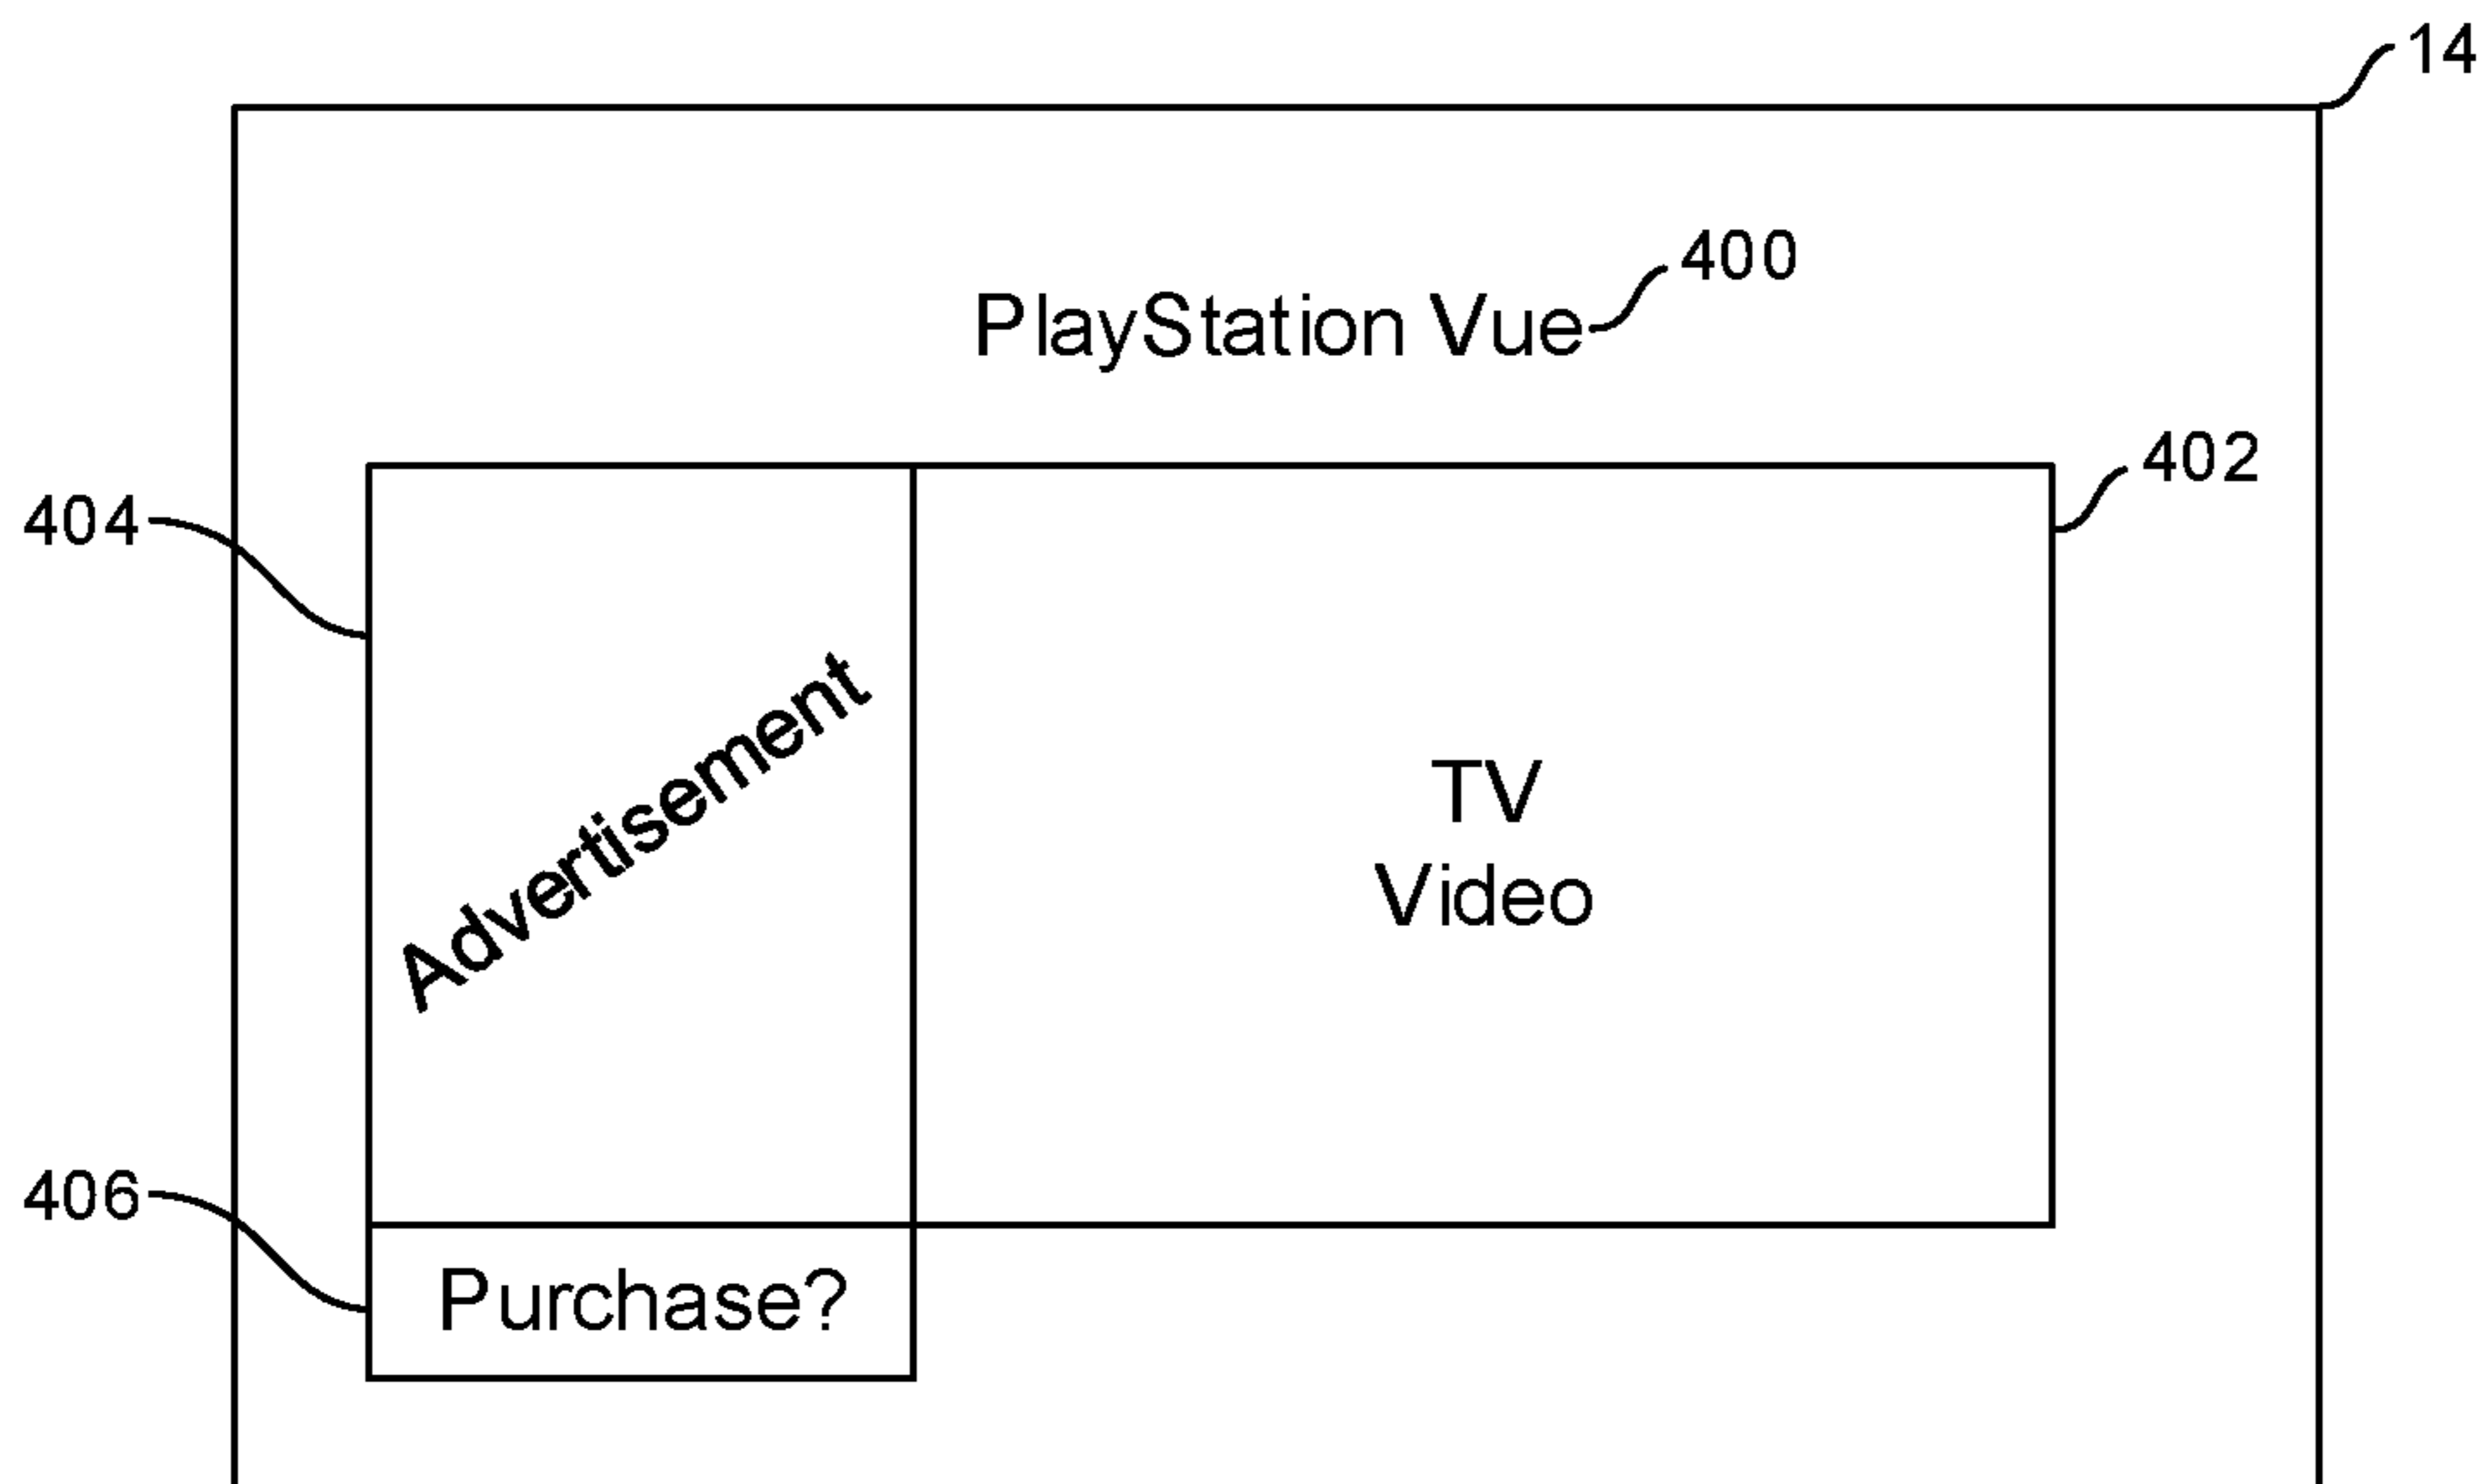 14
400
PlayStation Vue
402
404
Advertisement
TV
Video
406
Purchase?